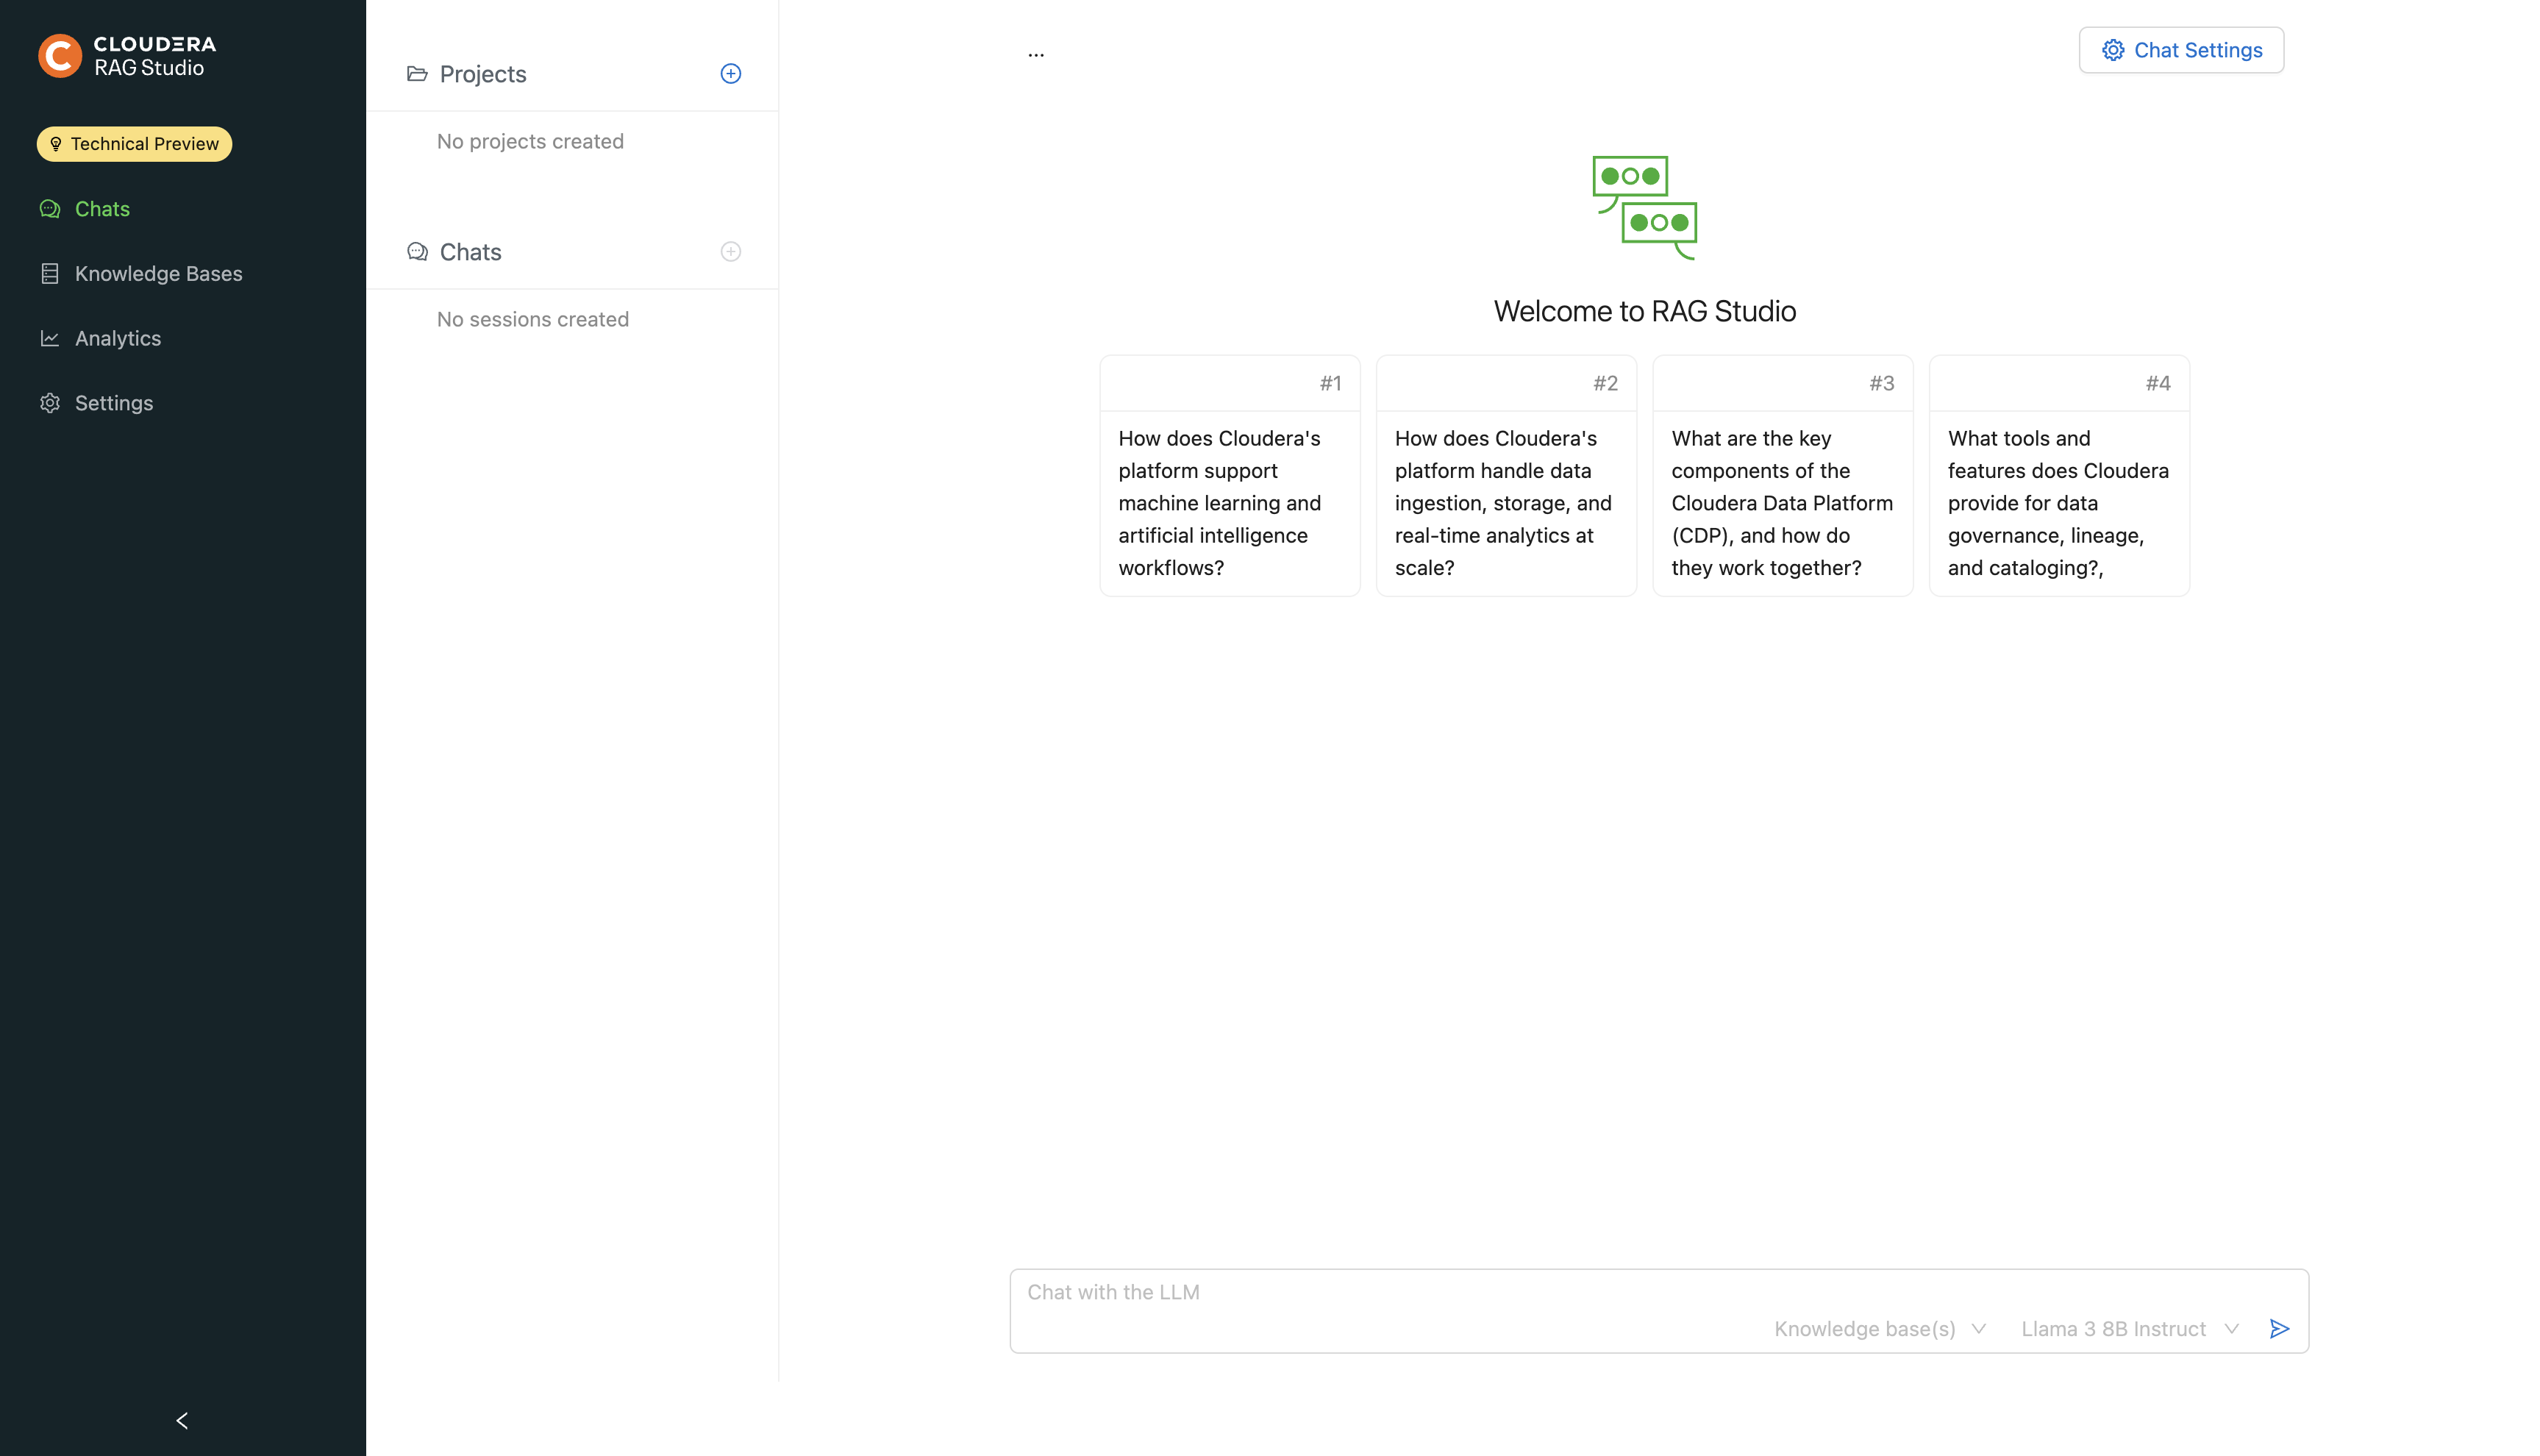 CLOUDERA
RAG Studio
Technical Preview
Chats
Knowledge Bases
Analytics
Settings
Projects
No projects created
Chats
No sessions created
...
Chat Settings
Welcome to RAG Studio
#1
How does Cloudera's
platform support
machine learning and
artificial intelligence
workflows?
#2
How does Cloudera's
platform handle data
ingestion, storage, and
real-time analytics at
scale?
#3
What are the key
components of the
Cloudera Data Platform
(CDP), and how do
they work together?
#4
What tools and
features does Cloudera
provide for data
governance, lineage,
and cataloging?,
Chat with the LLM
Knowledge base(s)
Llama 3 8B Instruct